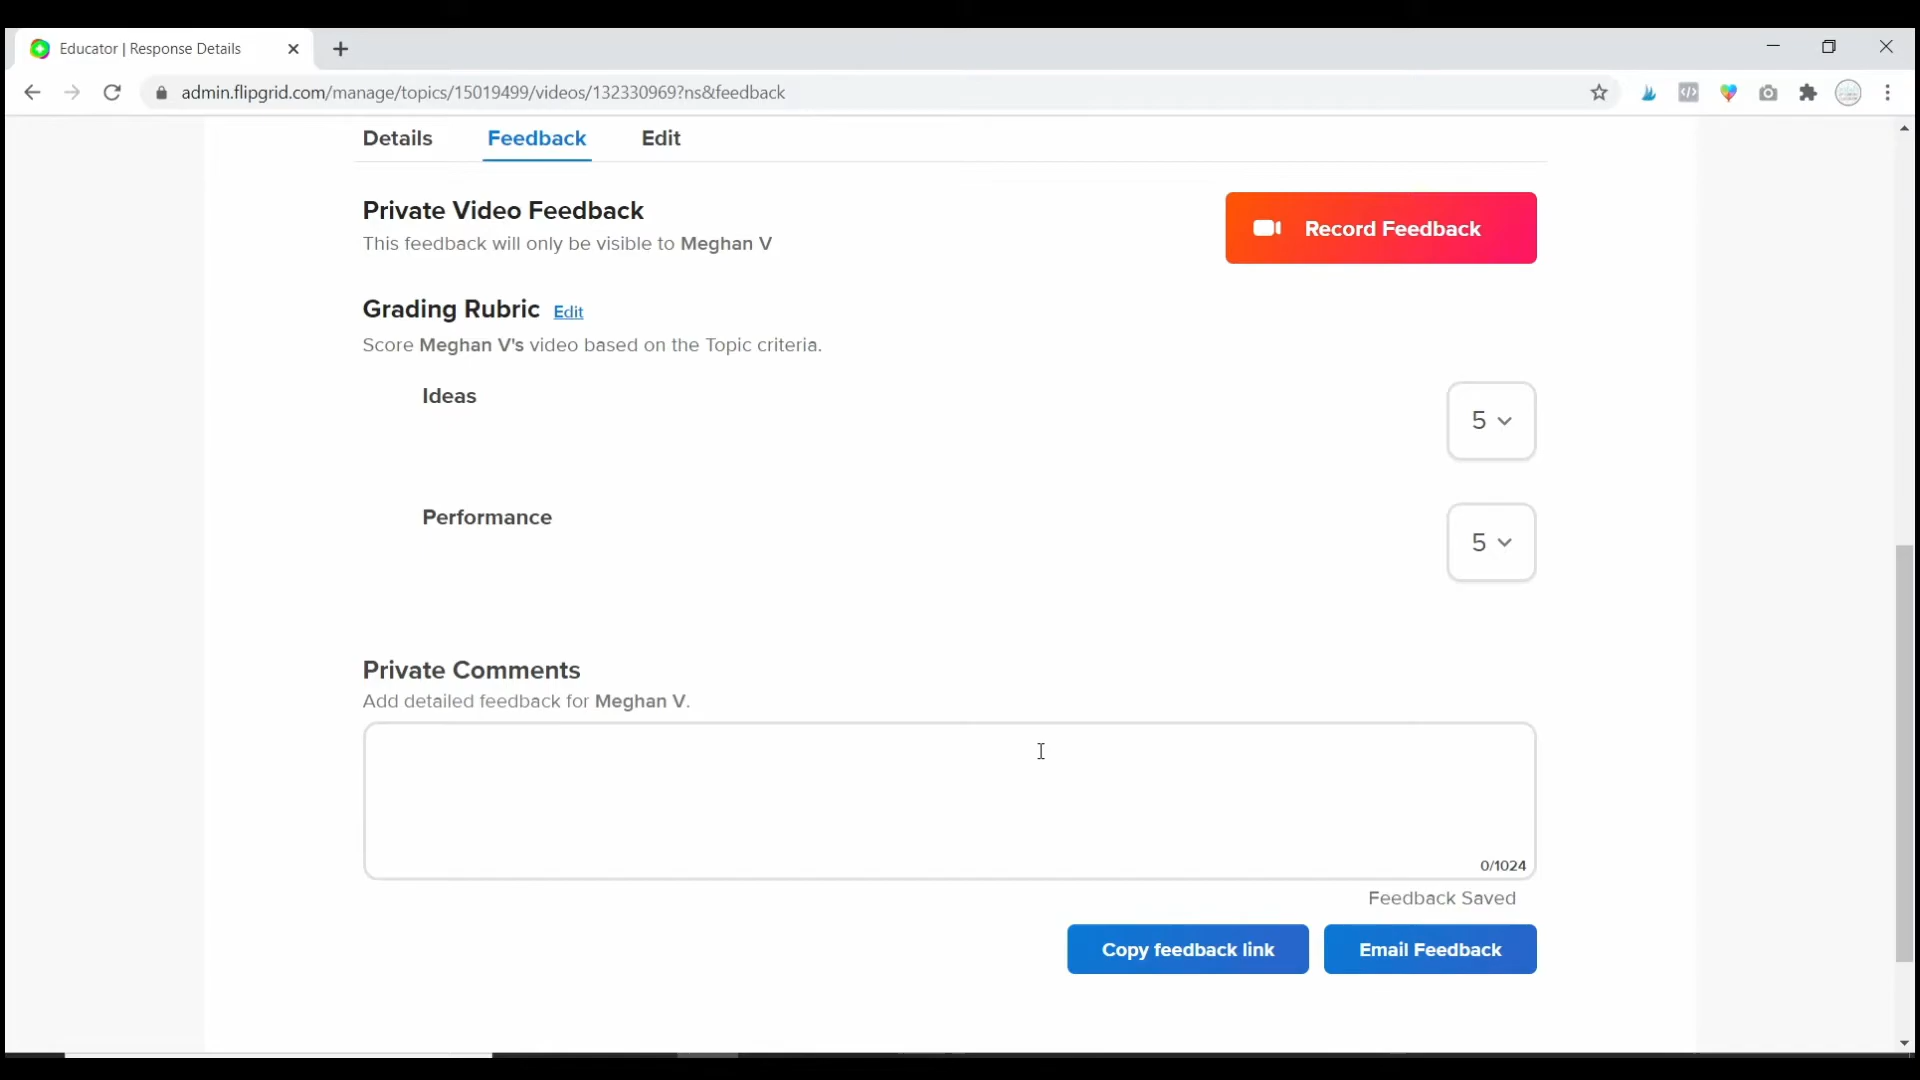 Educator | Response Details
admin.flipgrid.com/manage/topics/15019499/videos/132330969?ns&feedback
Details Feedback Edit
Private Video Feedback
This feedback will only be visible to Meghan V
Record Feedback
Grading Rubric Edit
Score Meghan V's video based on the Topic criteria.
Ideas
5
Performance
5
Private Comments
Add detailed feedback for Meghan V.
0/1024
Feedback Saved
Copy feedback link Email Feedback